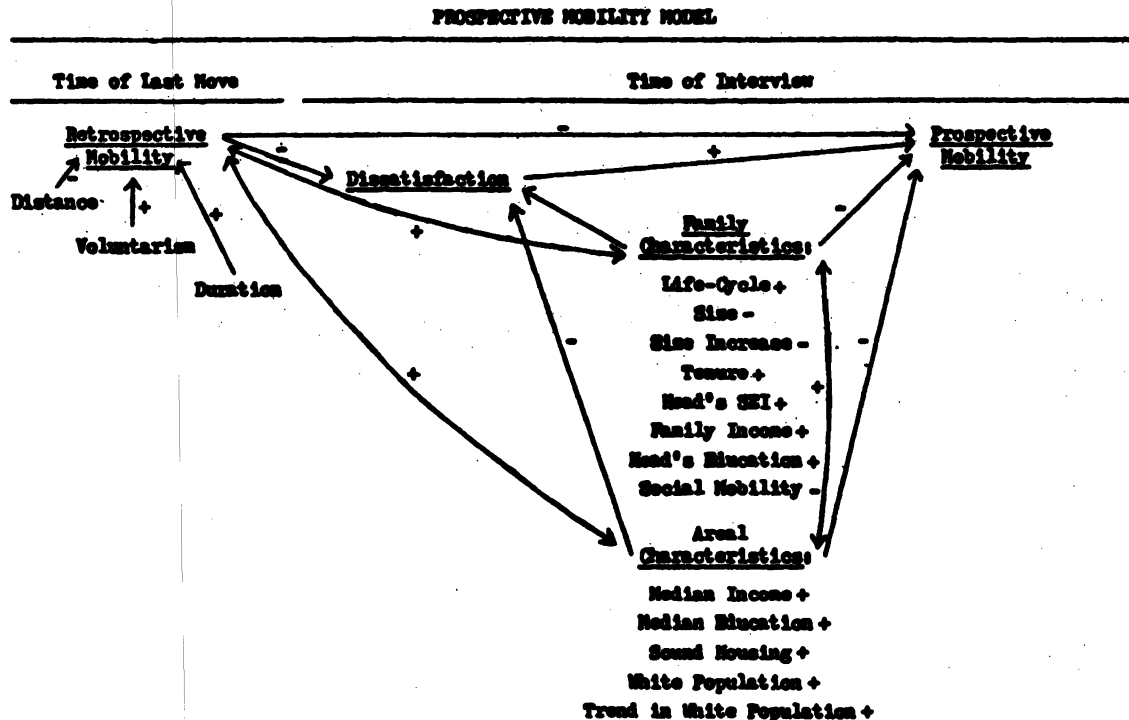 PROSPECTIVE MOBILITY MODEL
Time of Last Move Time of Interview
Retrospective Mobility -
Prospective Mobility
-
-
+
Dissatisfaction
-
Distance
+
Voluntarism
+
Duration
+
-
Family
Characteristics:
Life-Cycle +
Size -
Size Increase -
-
-
Tenure +
+
+
Head's SEI +
Family Income +
Head's Education +
Social Mobility -
Areal
Characteristics:
Median Income +
Median Education +
Sound Housing +
White Population +
Trend in White Population +